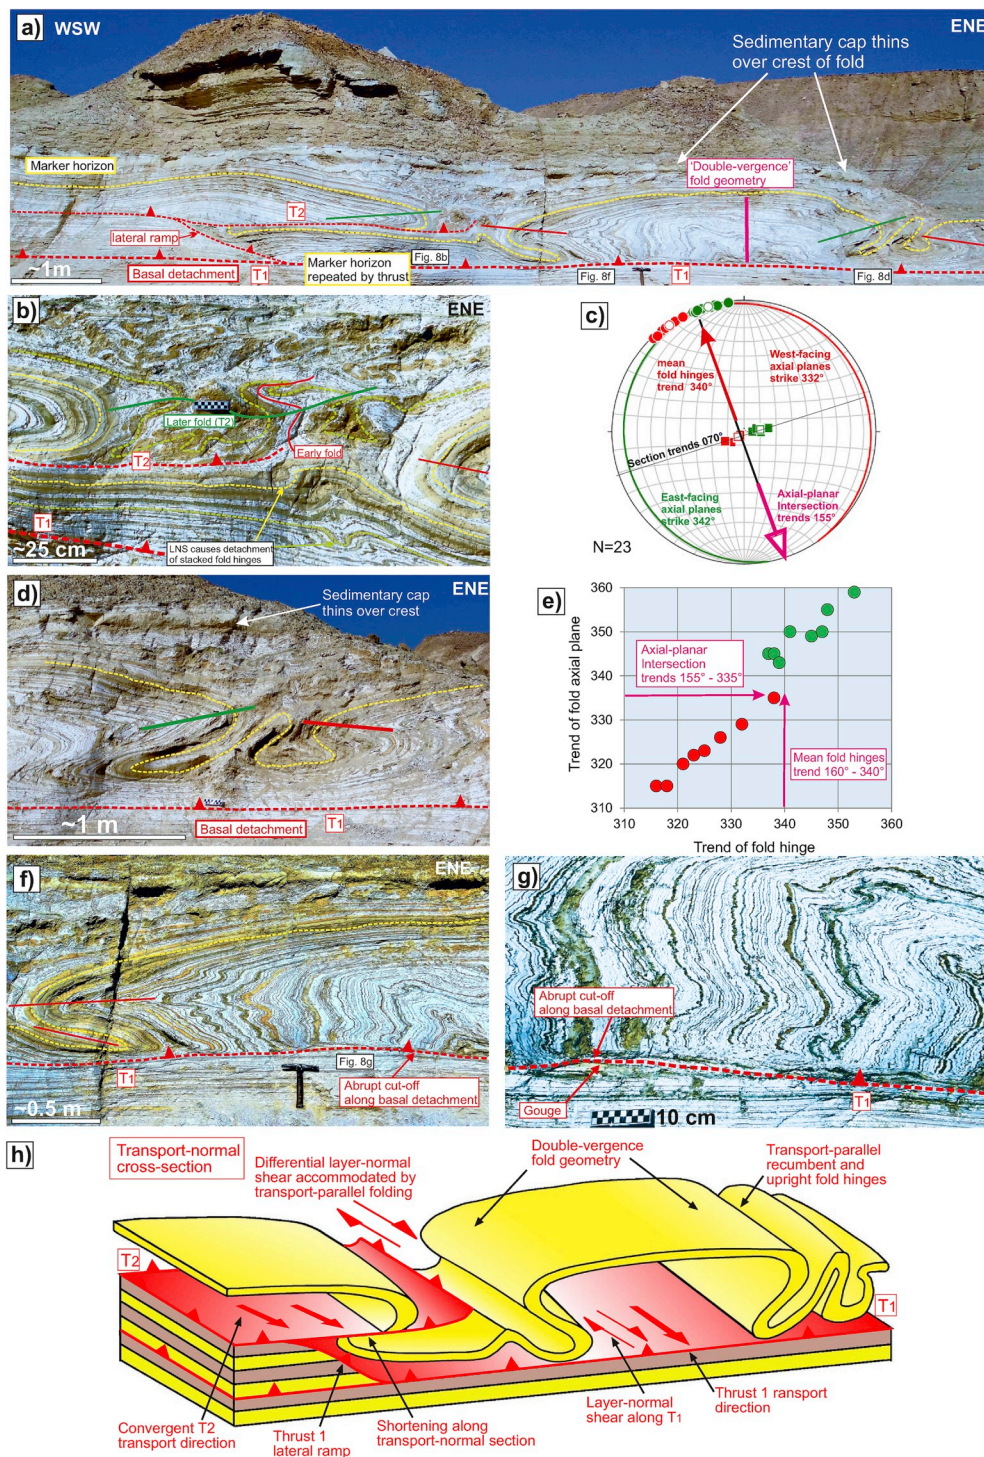 a)
WSW
ENE
Sedimentary cap thins
over crest of fold
Marker horizon
'Double-vergence'
fold geometry
T2
lateral ramp
Fig. 8b
~1m
Basal detachment
T1
Marker horizon
repeated by thrust
Fig. 8f
T1
Fig. 8d
b)
ENE
Later fold (T2)
T2
Early fold
T1
~25 cm
LNS causes detachment
of stacked fold hinges
c)
mean
fold hinges
trend 340°
West-facing
axial planes
strike 332°
Section trends 070°
East-facing
axial planes
strike 342°
Axial-planar
Intersection
trends 155°
N=23
d)
ENE
Sedimentary cap
thins over crest
~1 m
Basal detachment
T1
e)
360
350
340
330
320
310
310 320 330 340 350 360
Trend of fold axial plane
Trend of fold hinge
Axial-planar
Intersection
trends 155° - 335°
Mean fold hinges
trend 160° - 340°
f)
ENE
T1
Fig. 8g
~0.5 m
Abrupt cut-off
along basal detachment
g)
Abrupt cut-off
along basal detachment
Gouge
10 cm
T1
h)
Transport-normal
cross-section
Differential layer-normal
shear accommodated by
transport-parallel folding
Double-vergence
fold geometry
Transport-parallel
recumbent and
upright fold hinges
T2
T1
Convergent T2
transport direction
Thrust 1
lateral ramp
Shortening along
transport-normal section
Layer-normal
shear along T1
Thrust 1 ransport
direction